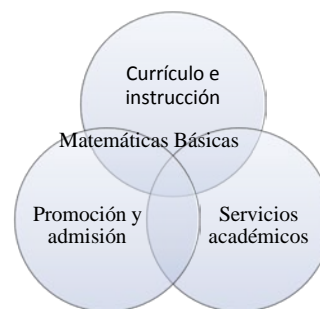 Currículo e
instrucción
Matemáticas Básicas
Promoción y
admisión
Servicios
académicos